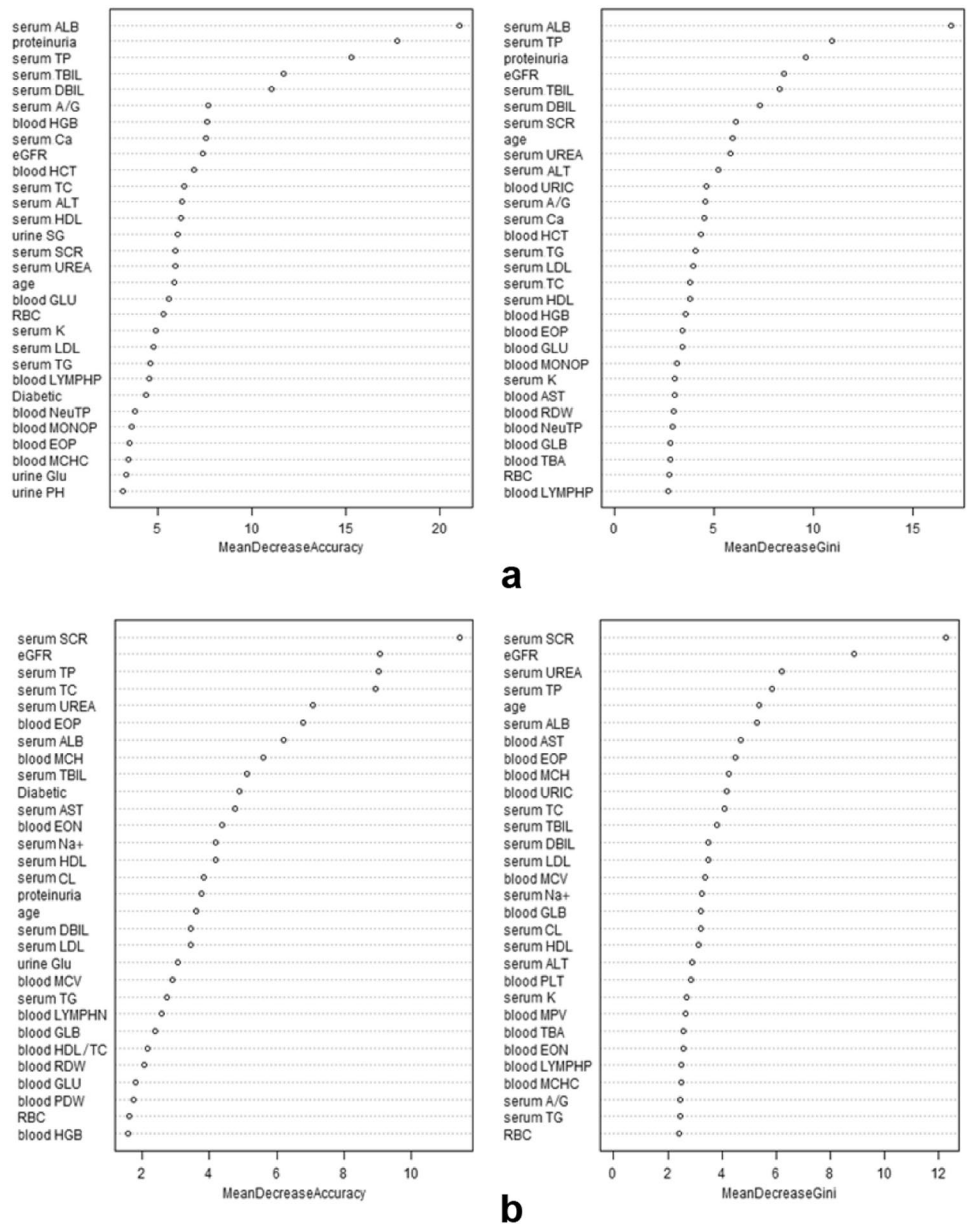 serum ALB
proteinuria
serum TP
serum TBIL
serum DBIL
serum A/G
blood HGB
serum Ca
eGFR
blood HCT
serum TC
serum ALT
serum HDL
urine SG
serum SCR
serum UREA
age
blood GLU
RBC
serum K
serum LDL
serum TG
blood LYMPHP
Diabetic
blood NeuTP
blood MONOP
blood EOP
blood MCHC
urine Glu
urine PH
5 10 15 20
MeanDecreaseAccuracy
serum ALB
serum TP
proteinuria
eGFR
serum TBIL
serum DBIL
serum SCR
age
serum UREA
serum ALT
blood URIC
serum A/G
serum Ca
blood HCT
serum TG
serum LDL
serum TC
serum HDL
blood HGB
blood EOP
blood GLU
blood MONOP
serum K
blood AST
blood RDW
blood NeuTP
blood GLB
blood TBA
RBC
blood LYMPHP
0 5 10 15
MeanDecreaseGini
a
serum SCR
eGFR
serum TP
serum TC
serum UREA
blood EOP
serum ALB
blood MCH
serum TBIL
Diabetic
serum AST
blood EON
serum Na+
serum HDL
serum CL
proteinuria
age
serum DBIL
serum LDL
urine Glu
blood MCV
serum TG
blood LYMPHN
blood GLB
blood HDL/TC
blood RDW
blood GLU
blood PDW
RBC
blood HGB
2 4 6 8 10
MeanDecreaseAccuracy
serum SCR
eGFR
serum UREA
serum TP
age
serum ALB
blood AST
blood EOP
blood MCH
blood URIC
serum TC
serum TBIL
serum DBIL
serum LDL
blood MCV
serum Na+
blood GLB
serum CL
serum HDL
serum ALT
blood PLT
serum K
blood MPV
blood TBA
blood EON
blood LYMPHP
blood MCHC
serum A/G
serum TG
RBC
0 2 4 6 8 10 12
MeanDecreaseGini
b